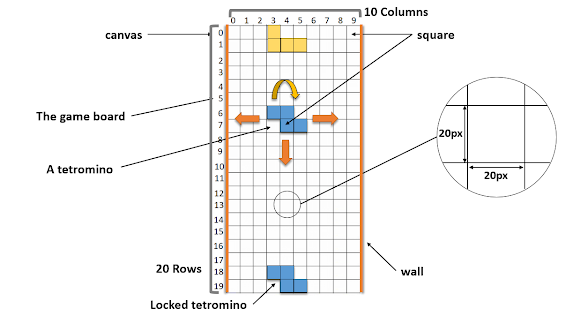 10 Columns
0 1 2 3 4 5 6 7 8 9
canvas
square
0
1
2
3
4
5
6
7
8
9
10
11
12
13
14
15
16
17
18
19
The game board
A tetromino
20px
20px
wall
20 Rows
Locked tetromino